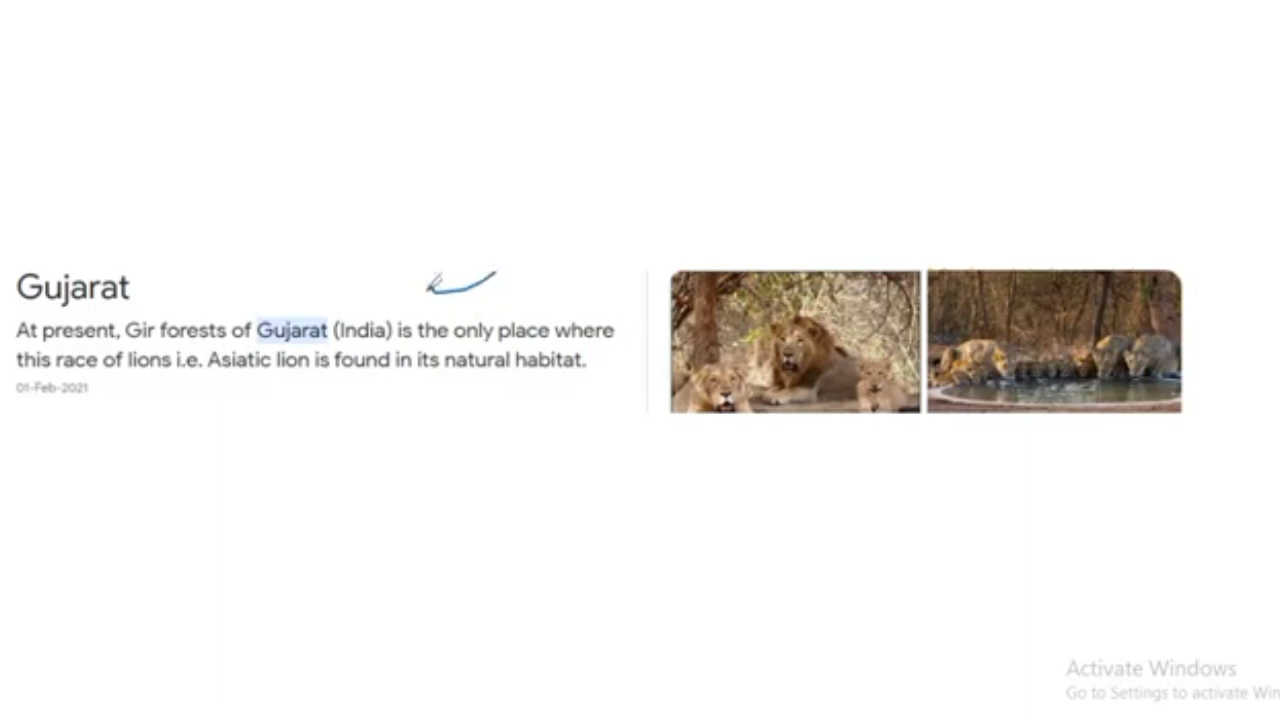 Gujarat
At present, Gir forests of Gujarat (India) is the only place where
this race of lions i.e. Asiatic lion is found in its natural habitat.
01-Feb-2021
Activate Windows
Go to Settings to activate Win